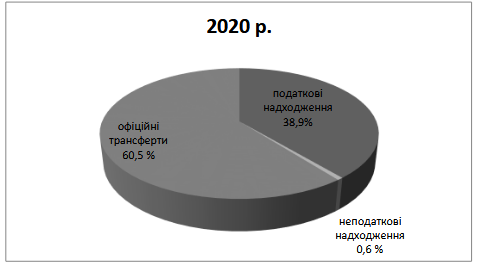 2020 р.
податкові
надходження
38,9%
офіційні
трансферти
60,5 %
неподаткові
надходження
0,6 %